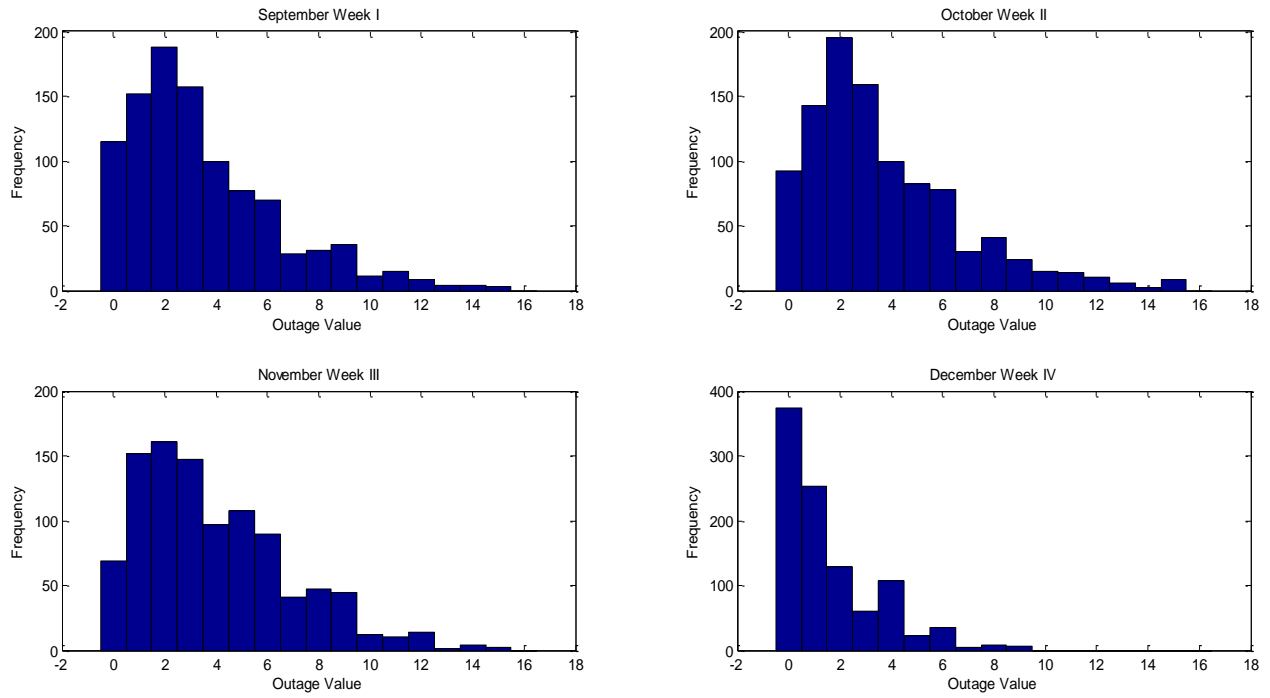 September Week I
200
150
100
50
0
Frequency
-2 0 2 4 6 8 10 12 14 16 18
Outage Value
October Week II
200
150
100
50
0
Frequency
-2 0 2 4 6 8 10 12 14 16 18
Outage Value
November Week III
200
150
100
50
0
Frequency
-2 0 2 4 6 8 10 12 14 16 18
Outage Value
December Week IV
400
300
200
100
0
Frequency
-2 0 2 4 6 8 10 12 14 16 18
Outage Value